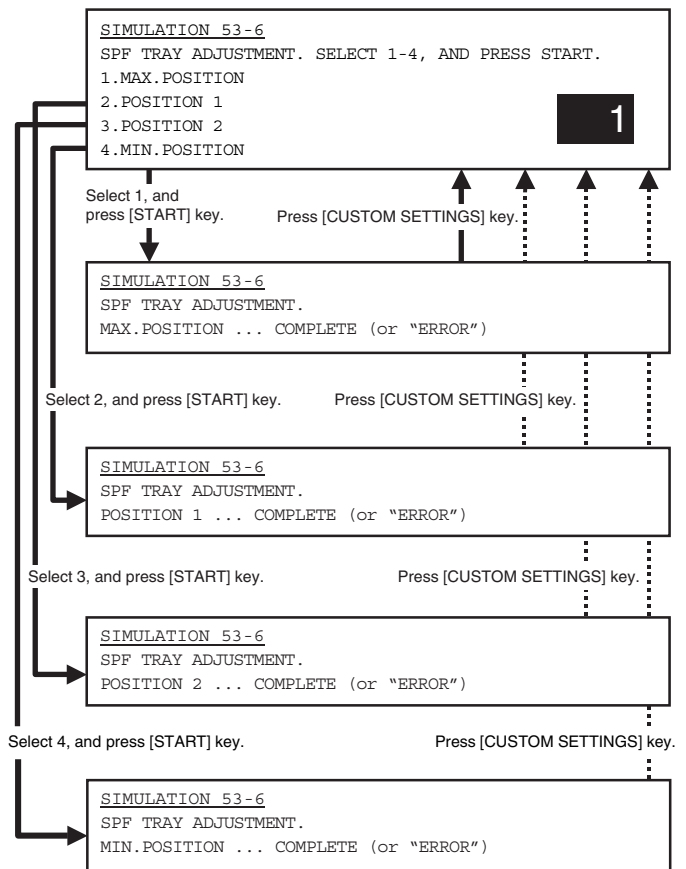 SIMULATION 53-6
SPF TRAY ADJUSTMENT. SELECT 1-4, AND PRESS START.
1.MAX.POSITION
2.POSITION 1
3.POSITION 2
4.MIN.POSITION
1
Select 1, and
press [START] key.
Press [CUSTOM SETTINGS] key.
SIMULATION 53-6
SPF TRAY ADJUSTMENT.
MAX.POSITION ... COMPLETE (or “ERROR”)
Select 2, and press [START] key.
Press [CUSTOM SETTINGS] key.
SIMULATION 53-6
SPF TRAY ADJUSTMENT.
POSITION 1 ... COMPLETE (or “ERROR”)
Select 3, and press [START] key.
Press [CUSTOM SETTINGS] key.
SIMULATION 53-6
SPF TRAY ADJUSTMENT.
POSITION 2 ... COMPLETE (or “ERROR”)
Select 4, and press [START] key.
Press [CUSTOM SETTINGS] key.
SIMULATION 53-6
SPF TRAY ADJUSTMENT.
MIN.POSITION ... COMPLETE (or “ERROR”)